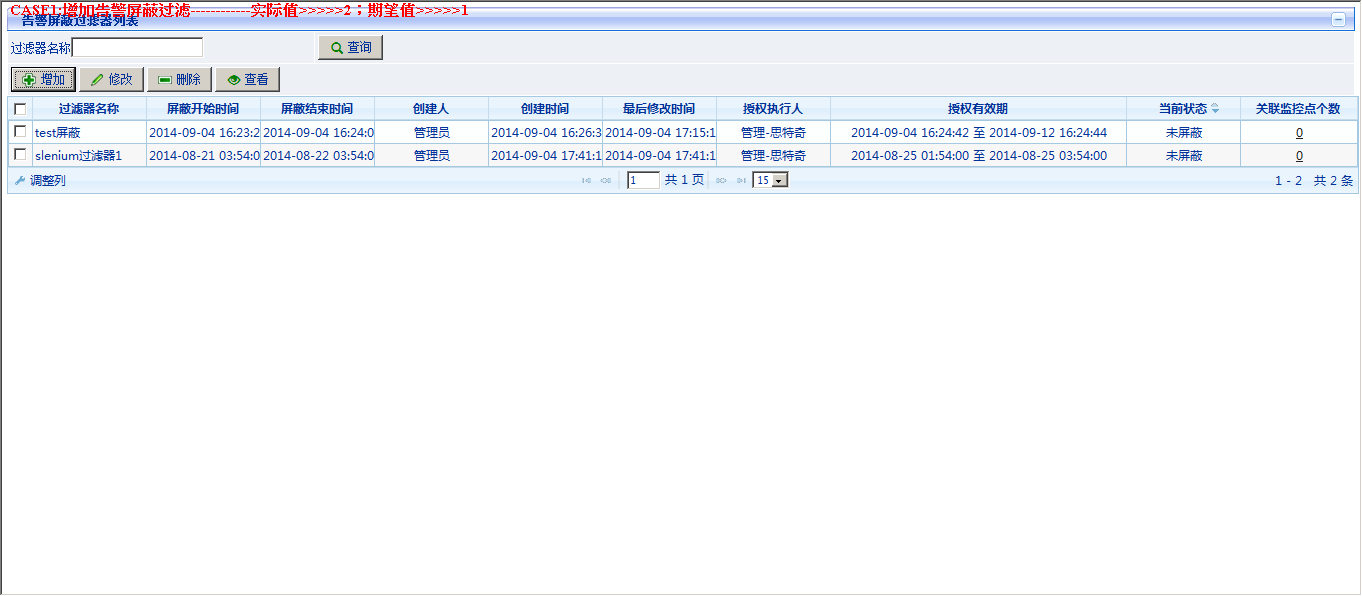 CASE1:增加告警屏蔽过滤------------实际值>>>>>2；期望值>>>>>1
告警屏蔽过滤器列表
过滤器名称 查询
增加 修改 删除 查看
过滤器名称 屏蔽开始时间 屏蔽结束时间 创建人 创建时间 最后修改时间 授权执行人 授权有效期 当前状态 关联监控点个数
test屏蔽 2014-09-04 16:23:2 2014-09-04 16:24:0 管理员 2014-09-04 16:26:3 2014-09-04 17:15:1 管理-思特奇 2014-09-04 16:24:42 至 2014-09-12 16:24:44 未屏蔽 0
slenium过滤器1 2014-08-21 03:54:0 2014-08-22 03:54:0 管理员 2014-09-04 17:41:1 2014-09-04 17:41:1 管理-思特奇 2014-08-25 01:54:00 至 2014-08-25 03:54:00 未屏蔽 0
调整列 1 共 1 页 15 1 - 2 共 2 条